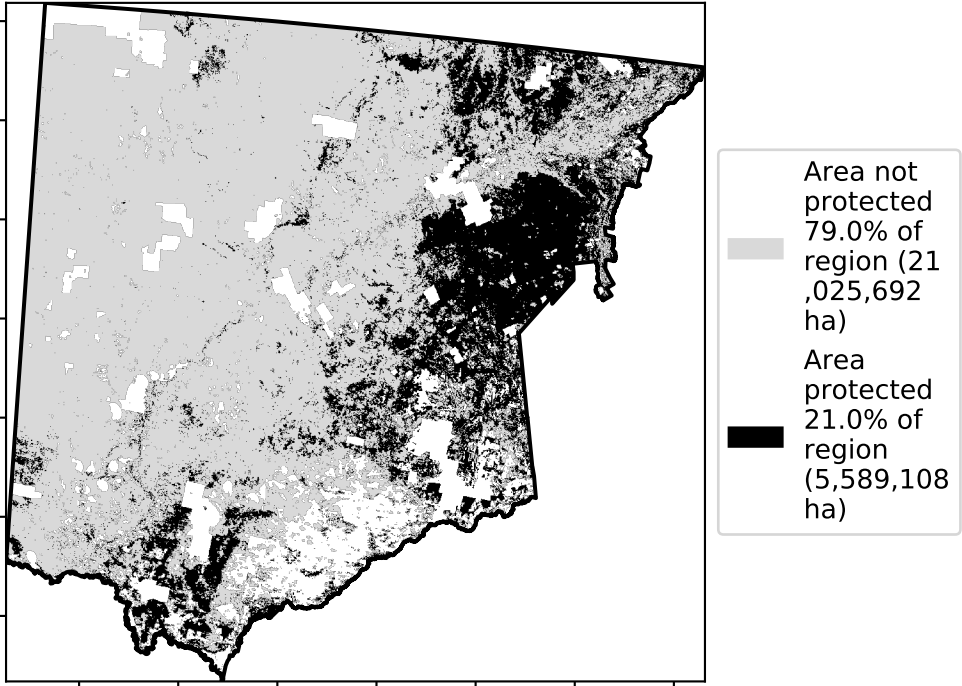 Area not
protected
79.0% of
region (21
,025,692
ha)
Area
protected
21.0% of
region
(5,589,108
ha)